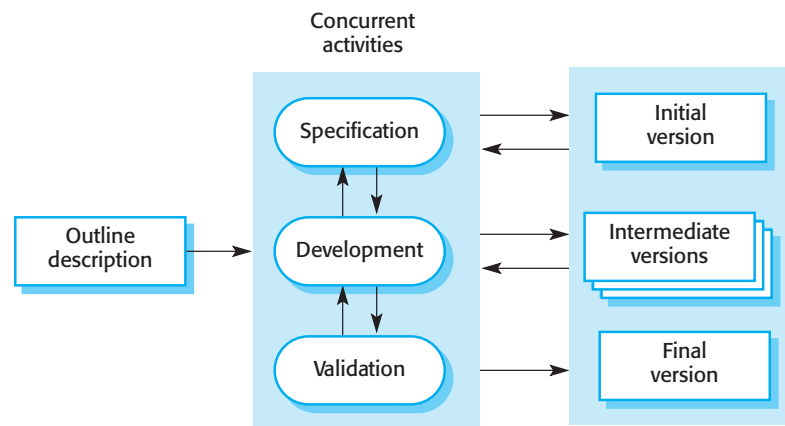 Concurrent
activities
Specification
Initial
version
Outline
description
Development
Intermediate
versions
Validation
Final
version